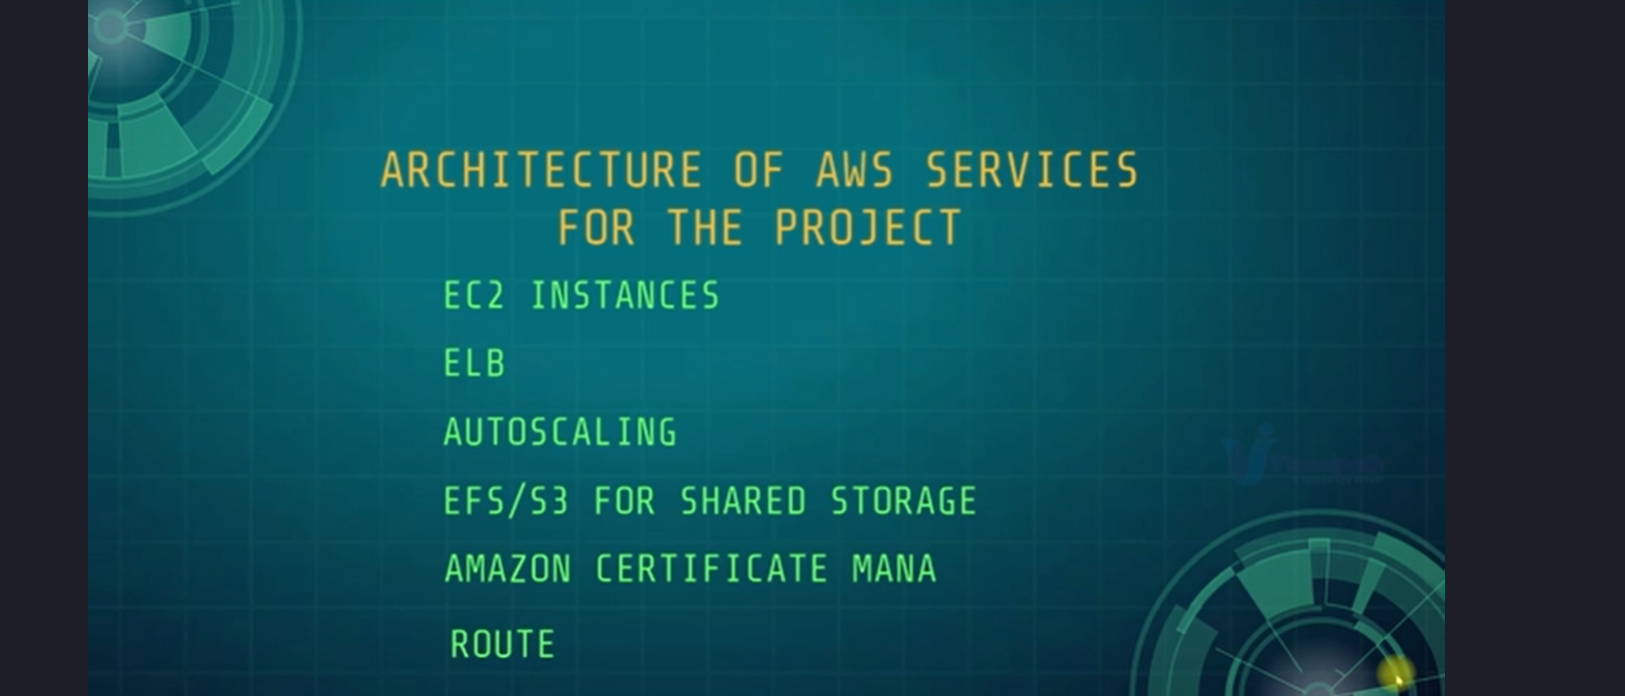 ARCHITECTURE OF AWS SERVICES
FOR THE PROJECT
EC2 INSTANCES
ELB
AUTOSCALING
EFS/S3 FOR SHARED STORAGE
AMAZON CERTIFICATE MANA
ROUTE